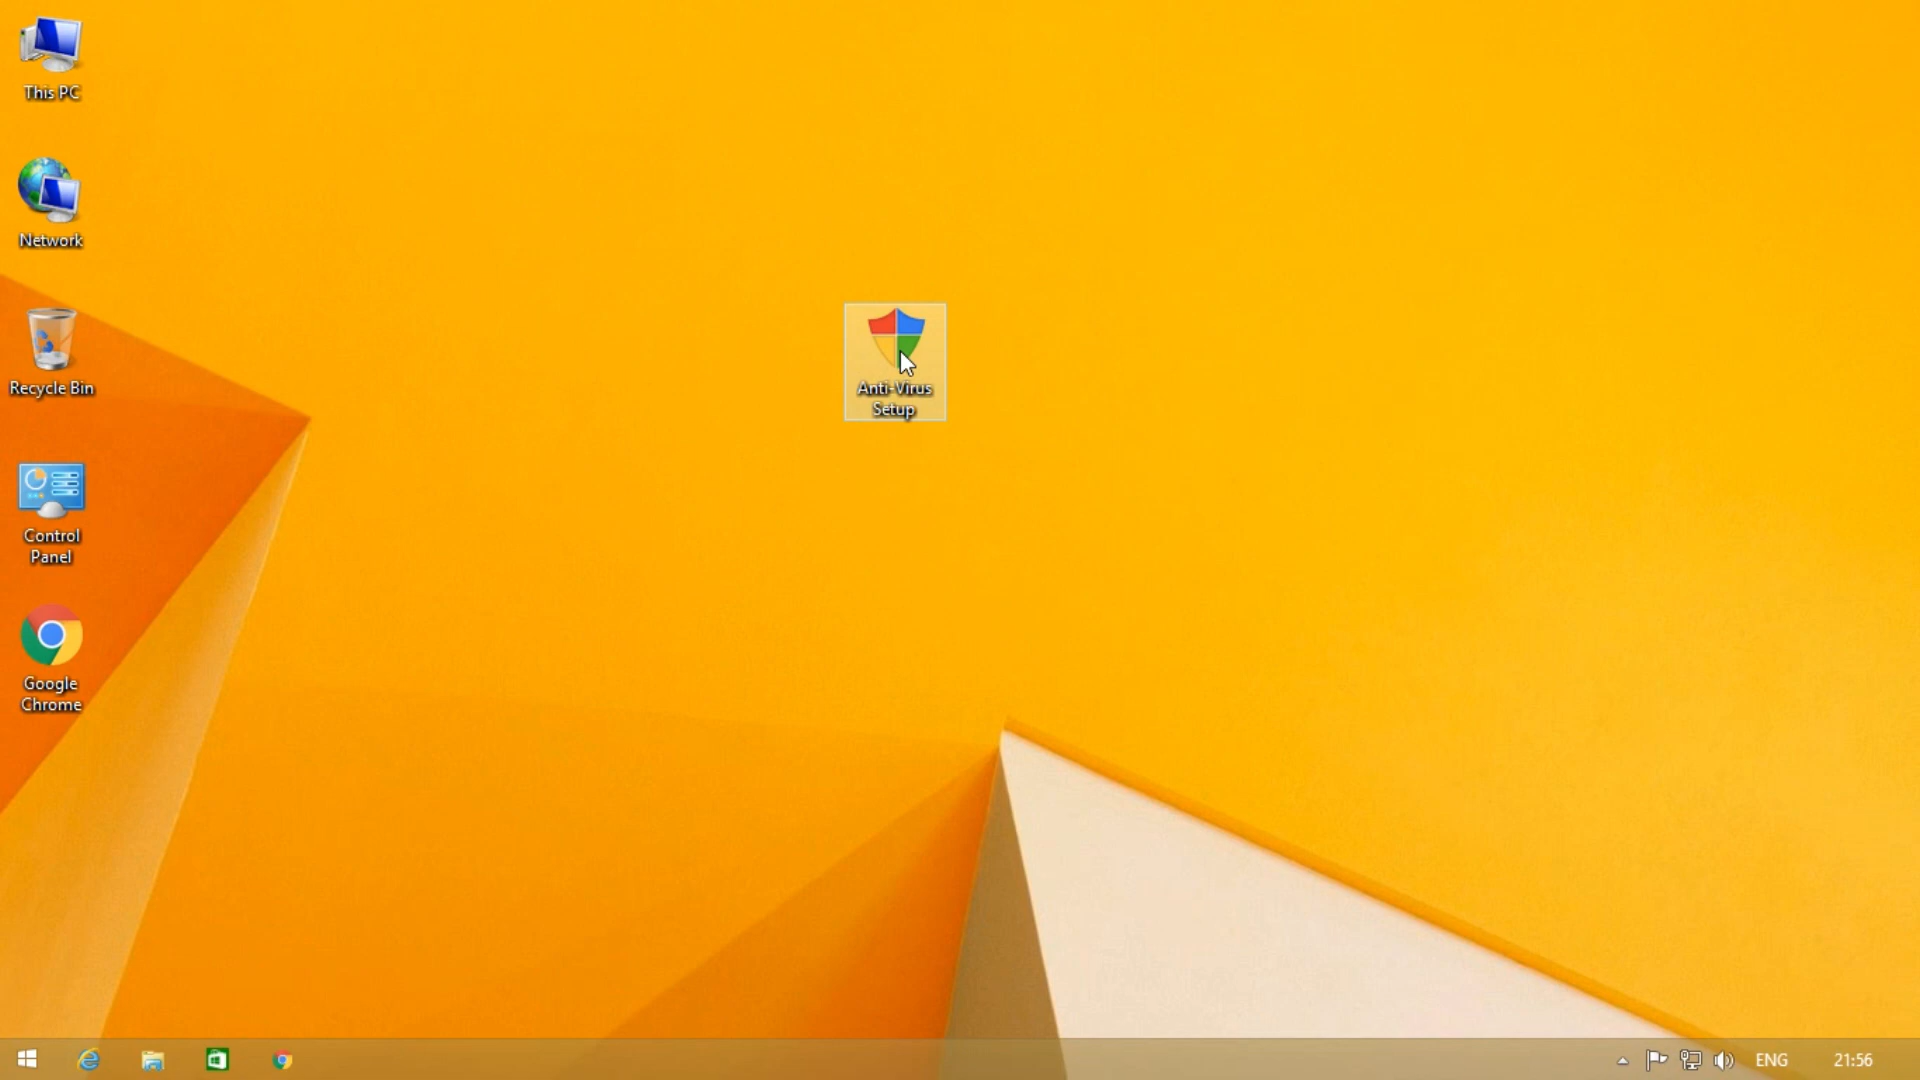 This PC
Network
Recycle Bin
Control
Panel
Google
Chrome
Anti-Virus
Setup
ENG
21:56